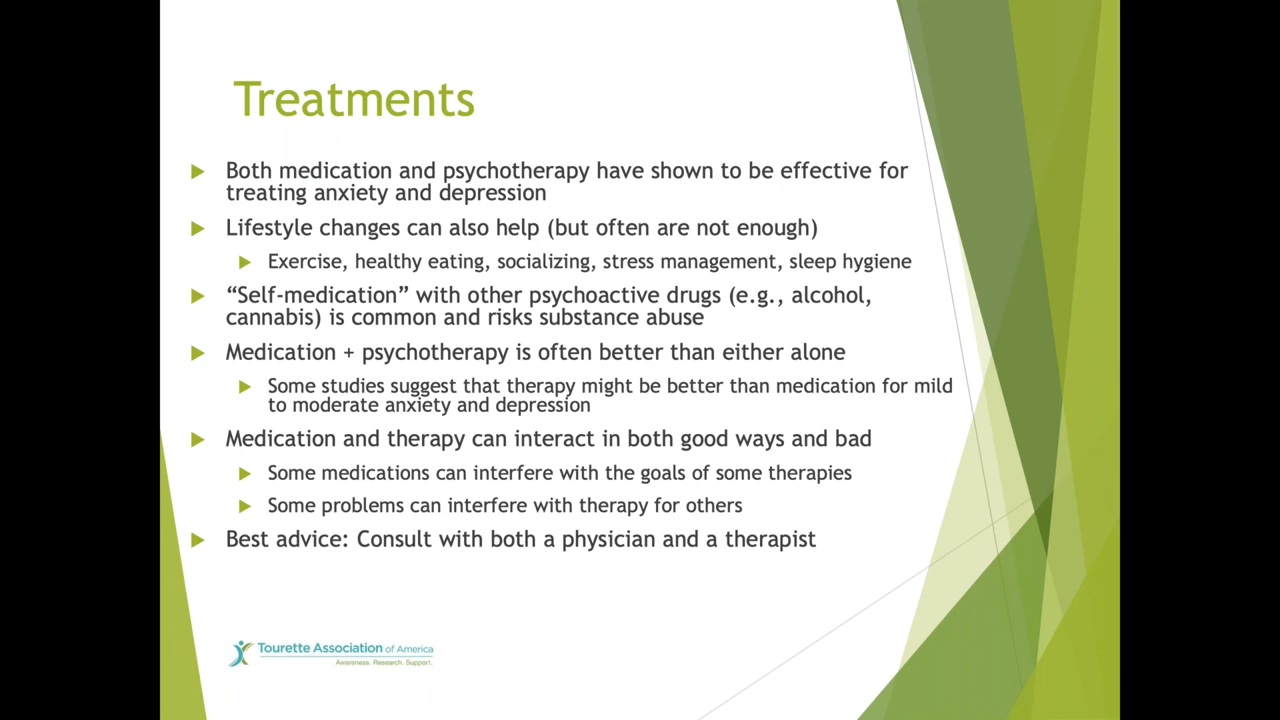 Treatments
Both medication and psychotherapy have shown to be effective for
treating anxiety and depression
Lifestyle changes can also help (but often are not enough)
Exercise, healthy eating, socializing, stress management, sleep hygiene
“Self-medication” with other psychoactive drugs (e.g., alcohol,
cannabis) is common and risks substance abuse
Medication + psychotherapy is often better than either alone
Some studies suggest that therapy might be better than medication for mild
to moderate anxiety and depression
Medication and therapy can interact in both good ways and bad
Some medications can interfere with the goals of some therapies
Some problems can interfere with therapy for others
Best advice: Consult with both a physician and a therapist
Tourette Association of America
Awareness. Research. Support.